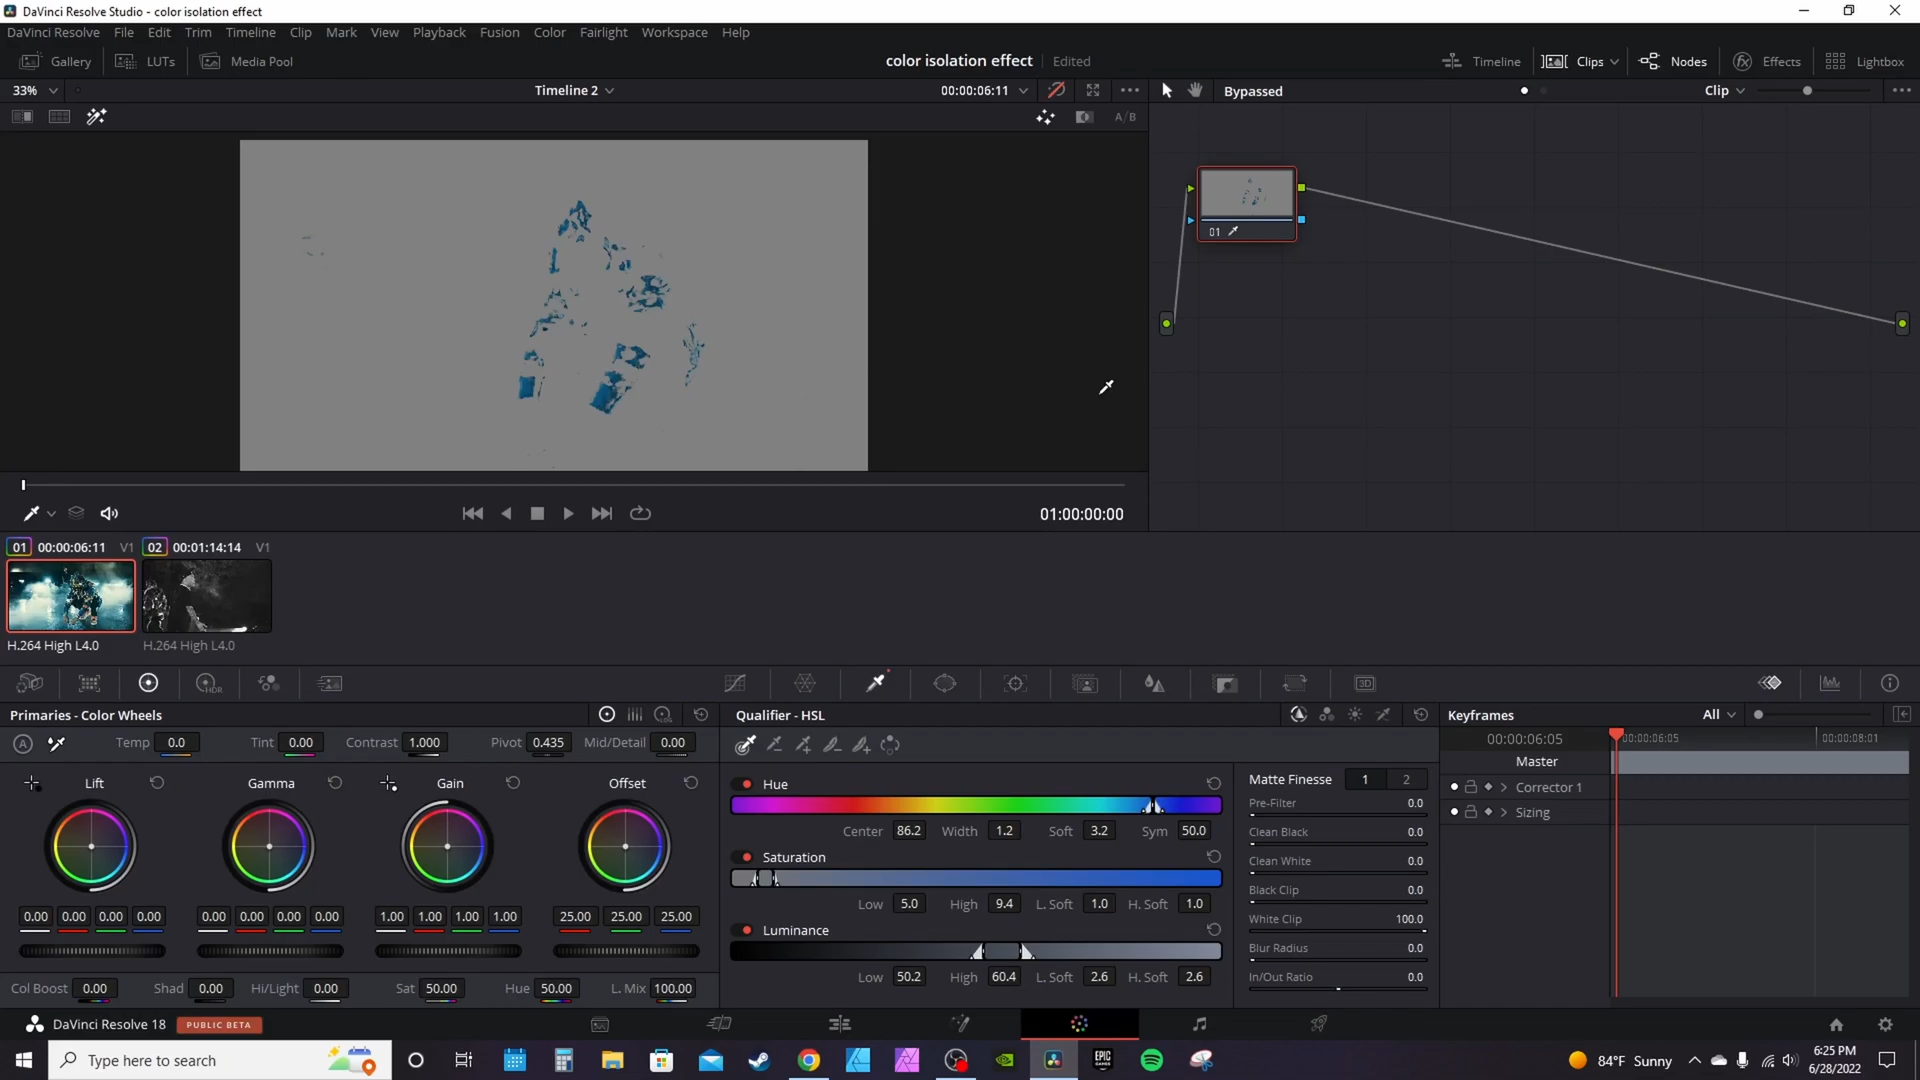 DaVinci Resolve Studio - color isolation effect
DaVinci Resolve File Edit Trim Timeline Clip Mark View Playback Fusion Color Fairlight Workspace Help
Gallery LUTs Media Pool color isolation effect Edited Timeline Clips Nodes Effects Lightbox
33% Timeline 2 00:00:06:11 Bypassed Clip
A/B
01
01:00:00:00
01 00:00:06:11 V1 02 00:01:14:14 V1
H.264 High L4.0 H.264 High L4.0
HDR 3D
Primaries - Color Wheels LOG Qualifier - HSL Keyframes All
A Temp 0.0 Tint 0.00 Contrast 1.000 Pivot 0.435 Mid/Detail 0.00
00:00:06:05 00:00:06:05 00:00:08:01
Master
Lift Gamma Gain Offset
Hue
Matte Finesse 1 2
Corrector 1
Pre-Filter 0.0
Sizing
Center 86.2 Width 1.2 Soft 3.2 Sym 50.0
Clean Black 0.0
Saturation
Clean White 0.0
Black Clip 0.0
Low 5.0 High 9.4 L. Soft 1.0 H. Soft 1.0
0.00 0.00 0.00 0.00 0.00 0.00 0.00 0.00 1.00 1.00 1.00 1.00 25.00 25.00 25.00
White Clip 100.0
Luminance
Blur Radius 0.0
Low 50.2 High 60.4 L. Soft 2.6 H. Soft 2.6
In/Out Ratio 0.0
Col Boost 0.00 Shad 0.00 Hi/Light 0.00 Sat 50.00 Hue 50.00 L. Mix 100.00
DaVinci Resolve 18 PUBLIC BETA
Type here to search
EPIC GAMES
84°F Sunny
6:25 PM
6/28/2022